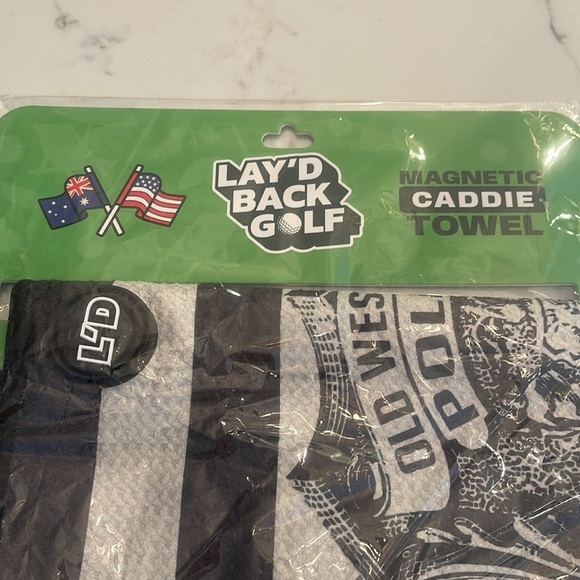 LAY'D
BACK
GOLF
MAGNETIC
CADDIE
TOWEL
L'D
OLD WES
POL